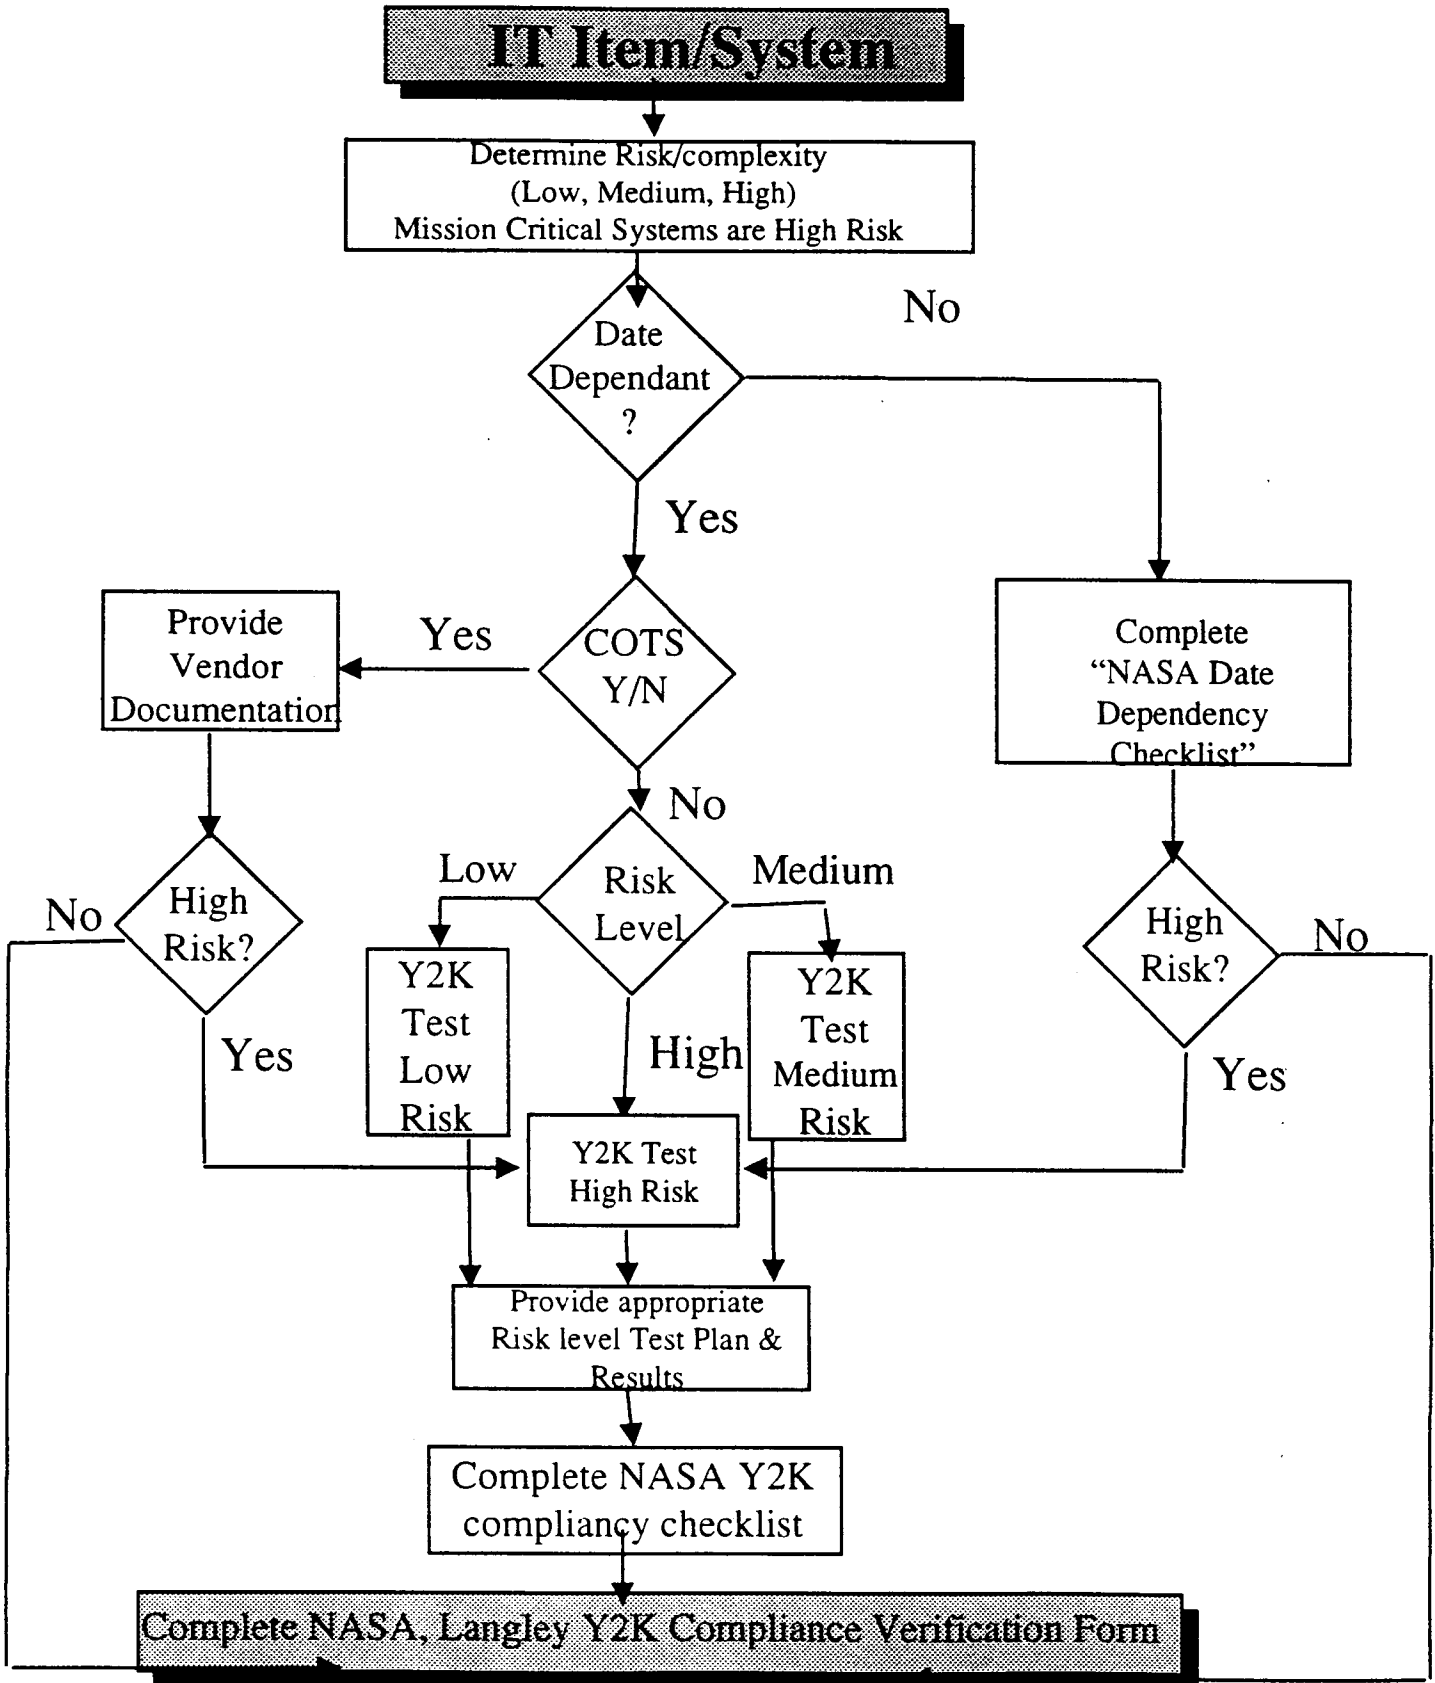 IT Item/System
Determine Risk/complexity
(Low, Medium, High)
Mission Critical Systems are High Risk
No
Date
Dependant
?
Yes
Provide
Vendor
Documentation
Yes
COTS
Y/N
Complete
“NASA Date
Dependency
Checklist”
No
Low
Risk
Level
Medium
No
High
Risk?
High
Risk?
No
Y2K
Test
Low
Risk
Y2K
Test
Medium
Risk
Yes
High
Yes
Y2K Test
High Risk
Provide appropriate
Risk level Test Plan &
Results
Complete NASA Y2K
compliancy checklist
Complete NASA, Langley Y2K Compliance Verification Form